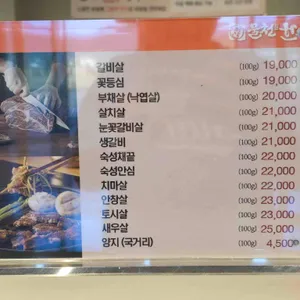 갈비살 (100g) 19,000
꽃등심 (100g) 19,000
부채살 (낙엽살) (100g) 20,000
살치살 (100g) 21,000
눈꽃갈비살 (100g) 21,000
생갈비 (100g) 21,000
숙성채끝 (100g) 22,000
숙성안심 (100g) 22,000
치마살 (100g) 22,000
안창살 (100g) 23,000
토시살 (100g) 23,000
새우살 (100g) 25,000
양지 (국거리) (100g) 4,500